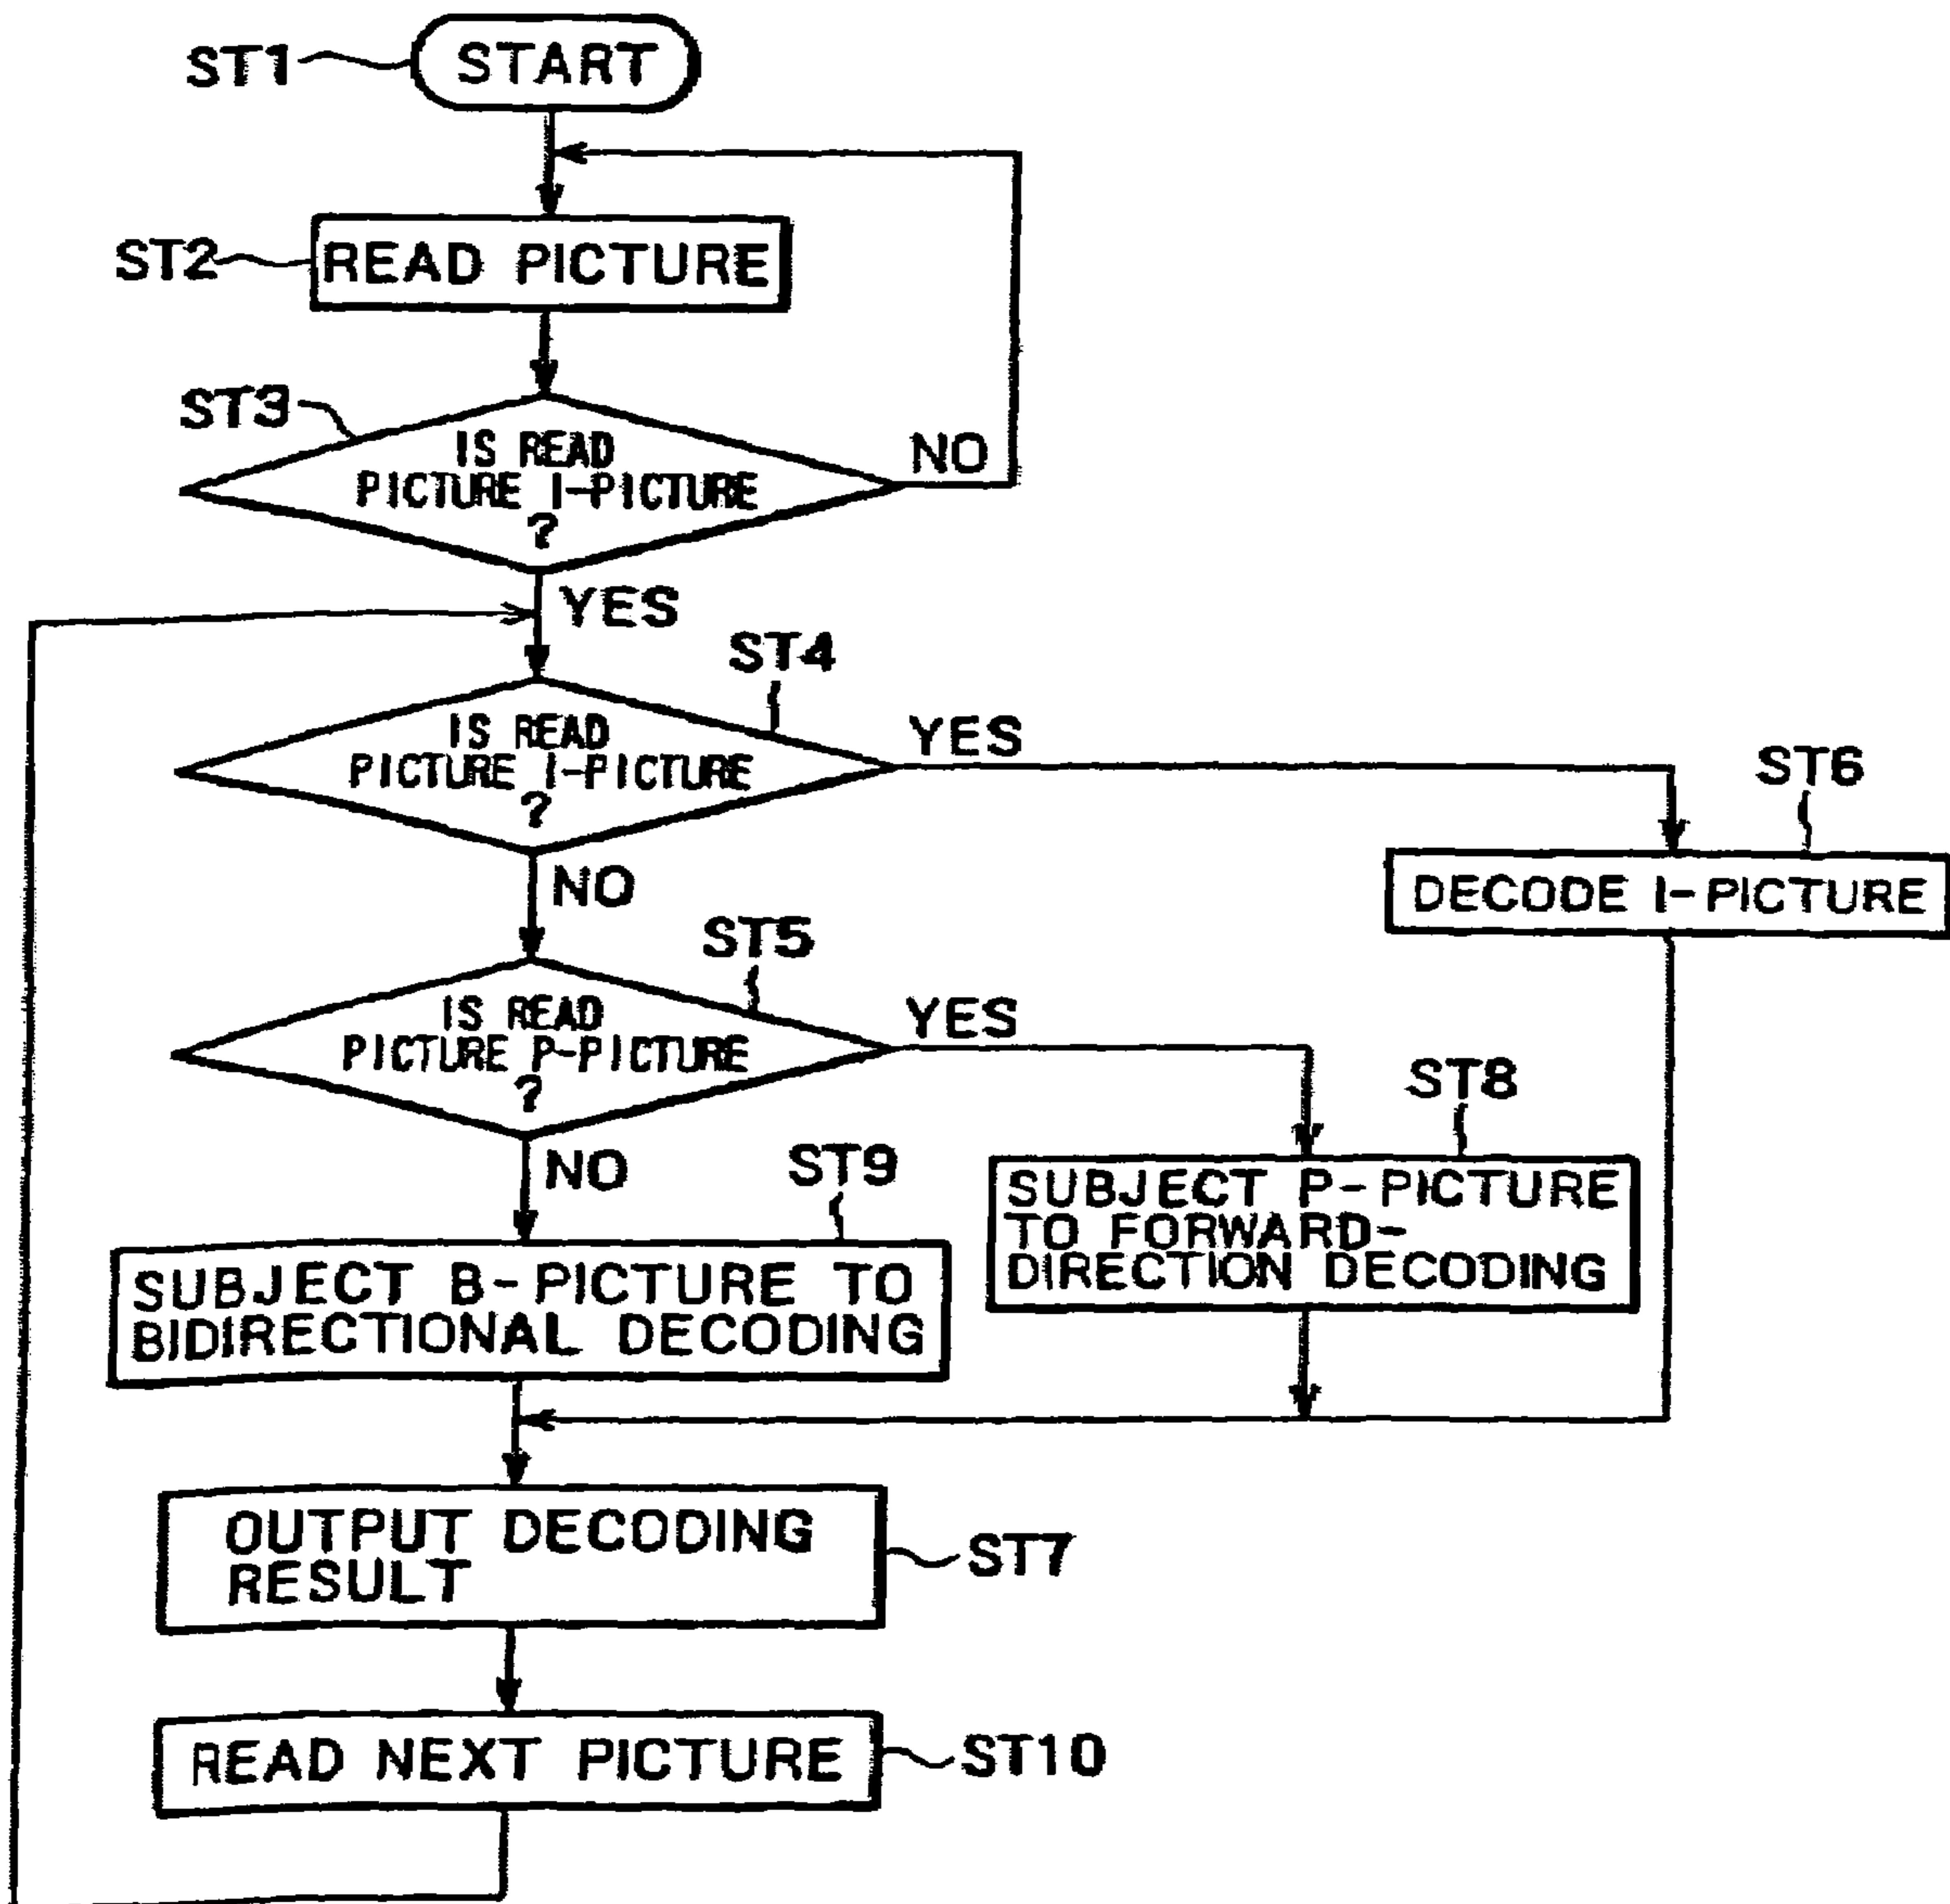 ST1
START
ST2
READ PICTURE
ST3
IS READ
PICTURE I-PICTURE
?
NO
YES
ST4
IS READ
PICTURE I-PICTURE
?
YES
ST6
DECODE I-PICTURE
NO
ST5
IS READ
PICTURE P-PICTURE
?
YES
ST8
SUBJECT P-PICTURE
TO FORWARD-
DIRECTION DECODING
NO
ST9
SUBJECT B-PICTURE TO
BIDIRECTIONAL DECODING
OUTPUT DECODING
RESULT
ST7
READ NEXT PICTURE
ST10